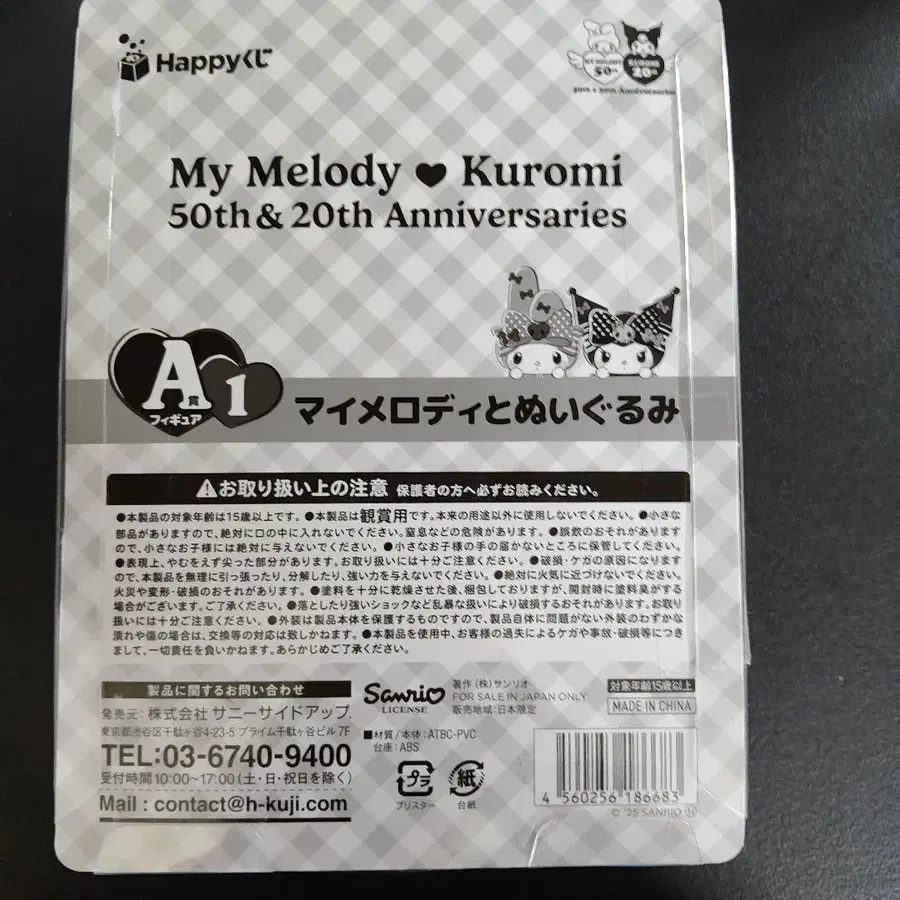 Happyくじ
MY MELODY 50th
KUROMI 20th
50th & 20th Anniversaries
My Melody ♥ Kuromi
50th & 20th Anniversaries
A賞 1
フィギュア
マイメロディとぬいぐるみ
⚠お取り扱い上の注意 保護者の方へ必ずお読みください。
●本製品の対象年齢は15歳以上です。●本製品は観賞用です。本来の用途以外に使用しないでください。●小さな
部品がありますので、絶対に口の中に入れないでください。窒息などの危険があります。●誤飲のおそれがあります
ので、小さなお子様には絶対に与えないでください。●小さなお子様の手の届かないところに保管してください。
●表現上、やむをえず尖った部分があります。お取り扱いには十分ご注意ください。●破損・ケガの原因になります
ので、本製品を無理に引っ張ったり、分解したり、強い力を与えないでください。●絶対に火気に近づけないでください。
火災や変形・破損のおそれがあります。●塗料を十分に乾燥させた後、梱包しておりますが、開封時に塗料臭がする
場合がございます。ご了承ください。●落としたり強いショックなど乱暴な扱いにより破損するおそれがあります。お取り
扱いには十分ご注意ください。●外装は製品本体を保護するものですので、製品自体に問題がない外装のわずかな
潰れや傷の場合は、交換等の対応は致しかねます。●本製品を使用中、お客様の過失によるケガや事故・破損等につき
まして、一切責任を負いかねます。あらかじめご了承ください。
製品に関するお問い合わせ
発売元：株式会社 サニーサイドアップ
東京都渋谷区千駄ヶ谷4-23-5 プライム千駄ヶ谷ビル 7F
TEL:03-6740-9400
受付時間10:00~17:00(土・日・祝日を除く)
Mail : contact@h-kuji.com
Sanrio
LICENSE
著作 (株)サンリオ
FOR SALE IN JAPAN ONLY
販売地域：日本限定
対象年齢15歳以上
MADE IN CHINA
■材質/本体：ATBC-PVC
台座：ABS
プラ
ブリスター
紙
台紙
4 560256 186683
© '25 SANRIO Ⓗ